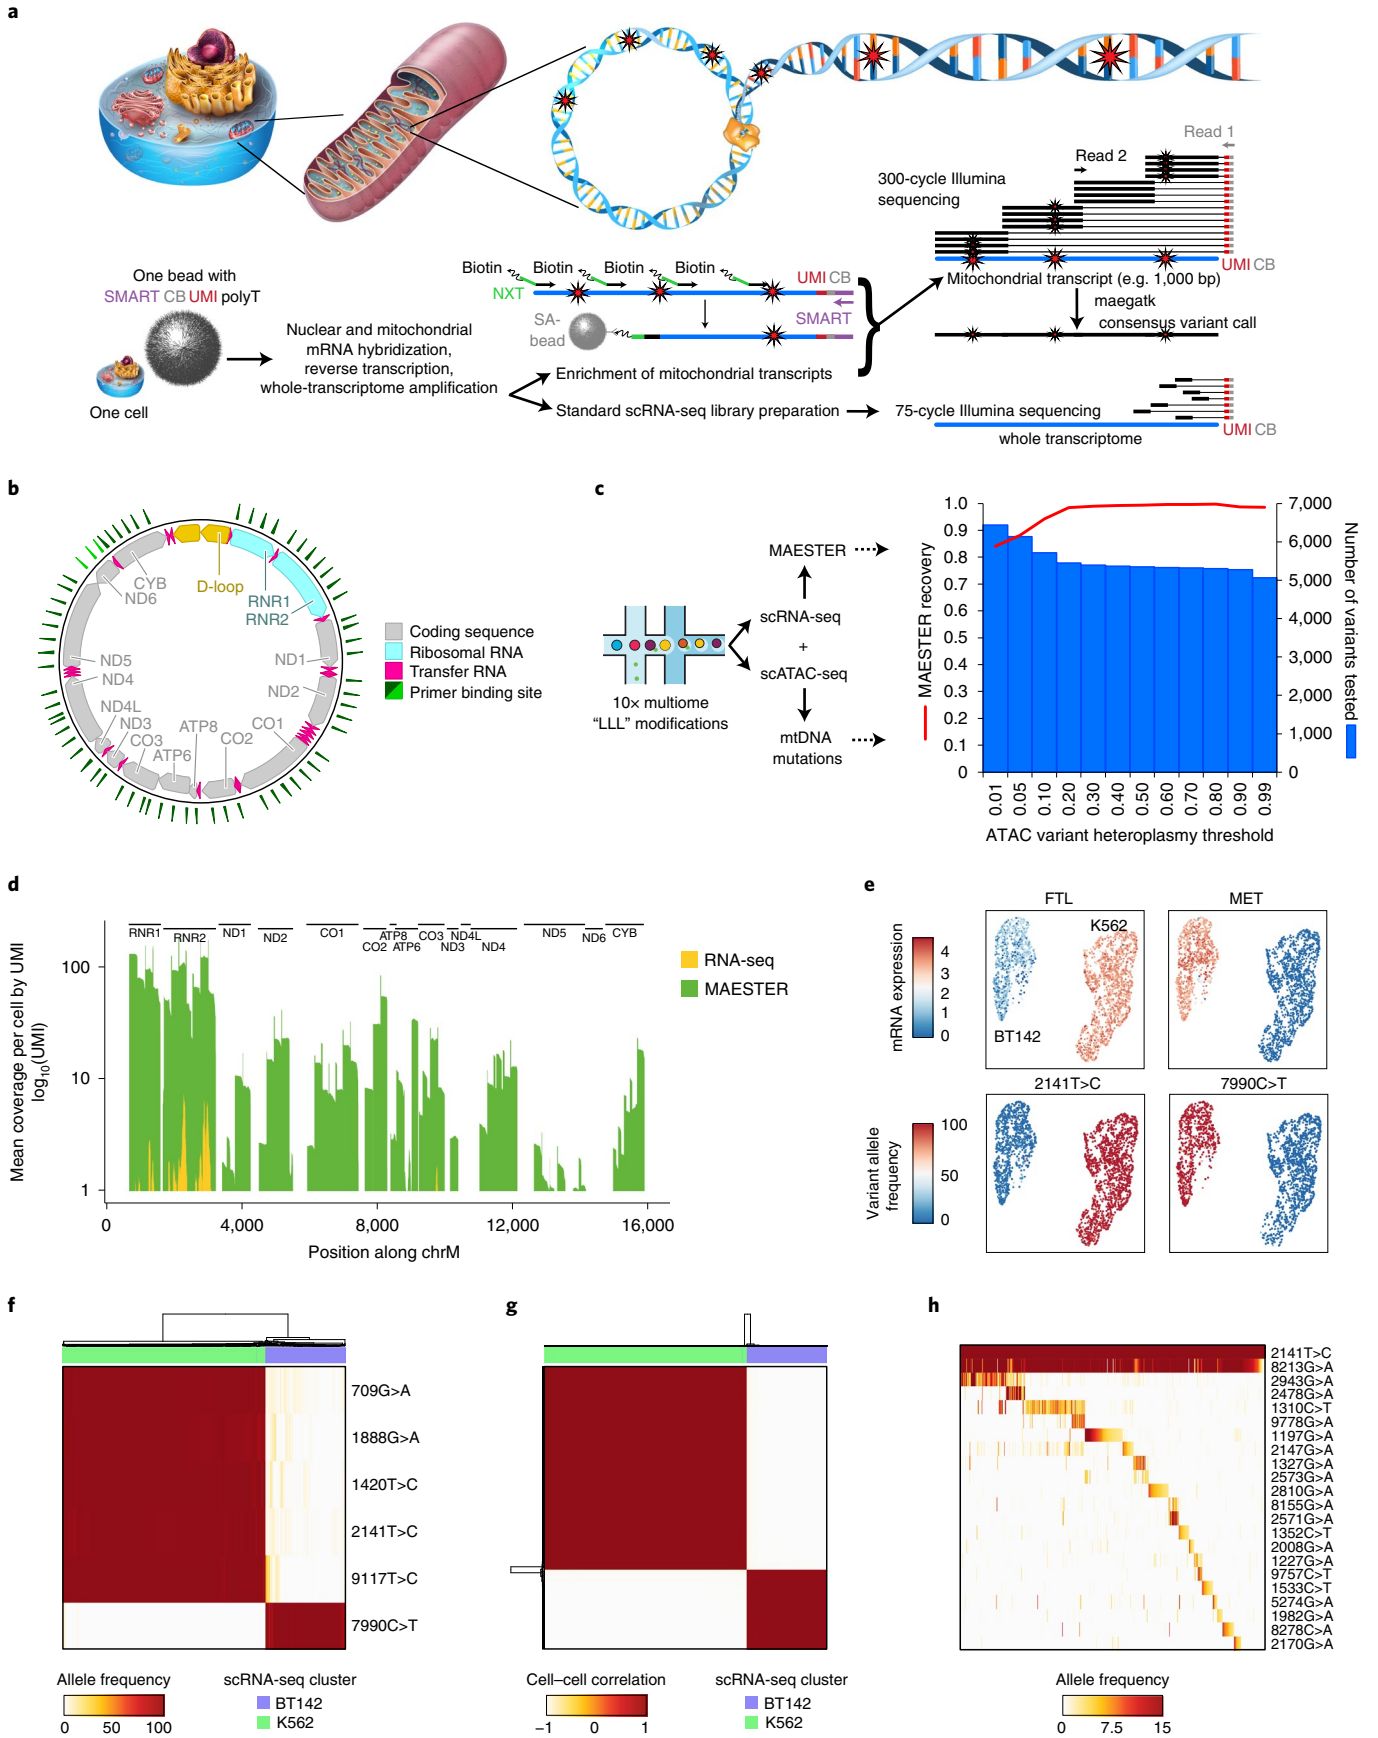 a
Read 1
Read 2
300-cycle Illumina
sequencing
UMI CB
Mitochondrial transcript (e.g. 1,000 bp)
maegatk
consensus variant call
One bead with
SMART CB UMI polyT
One cell
Nuclear and mitochondrial
mRNA hybridization,
reverse transcription,
whole-transcriptome amplification
Biotin Biotin Biotin Biotin
NXT
UMI CB
SMART
SA-
bead
Enrichment of mitochondrial transcripts
Standard scRNA-seq library preparation
75-cycle Illumina sequencing
whole transcriptome
UMI CB
b
CYB
ND6
D-loop
RNR1
RNR2
ND5
ND4
ND1
ND2
ND4L
ND3
CO3
ATP6
ATP8
CO2
CO1
Coding sequence
Ribosomal RNA
Transfer RNA
Primer binding site
c
MAESTER
scRNA-seq
+
scATAC-seq
mtDNA
mutations
10× multiome
“LLL” modifications
MAESTER recovery
1.0
0.9
0.8
0.7
0.6
0.5
0.4
0.3
0.2
0.1
0
7,000
6,000
5,000
4,000
3,000
2,000
1,000
0
Number of variants tested
0.01 0.05 0.10 0.20 0.30 0.40 0.50 0.60 0.70 0.80 0.90 0.99
ATAC variant heteroplasmy threshold
d
Mean coverage per cell by UMI
log10(UMI)
100
10
1
RNR1 RNR2 ND1 ND2 CO1 CO2 ATP8 ATP6 CO3 ND3 ND4L ND4 ND5 ND6 CYB
RNA-seq
MAESTER
0 4,000 8,000 12,000 16,000
Position along chrM
e
FTL
MET
mRNA expression
4
3
2
1
0
K562
BT142
2141T>C
7990C>T
Variant allele
frequency
100
50
0
f
709G>A
1888G>A
1420T>C
2141T>C
9117T>C
7990C>T
Allele frequency
0 50 100
scRNA-seq cluster
BT142
K562
g
Cell–cell correlation
−1 0 1
scRNA-seq cluster
BT142
K562
h
2141T>C
8213G>A
2943G>A
2478G>A
1310C>T
9778G>A
1197G>A
2147G>A
1327G>A
2573G>A
2810G>A
8155G>A
2571G>A
1352C>T
2008G>A
1227G>A
9757C>T
1533C>T
5274G>A
1982G>A
8278C>A
2170G>A
Allele frequency
0 7.5 15